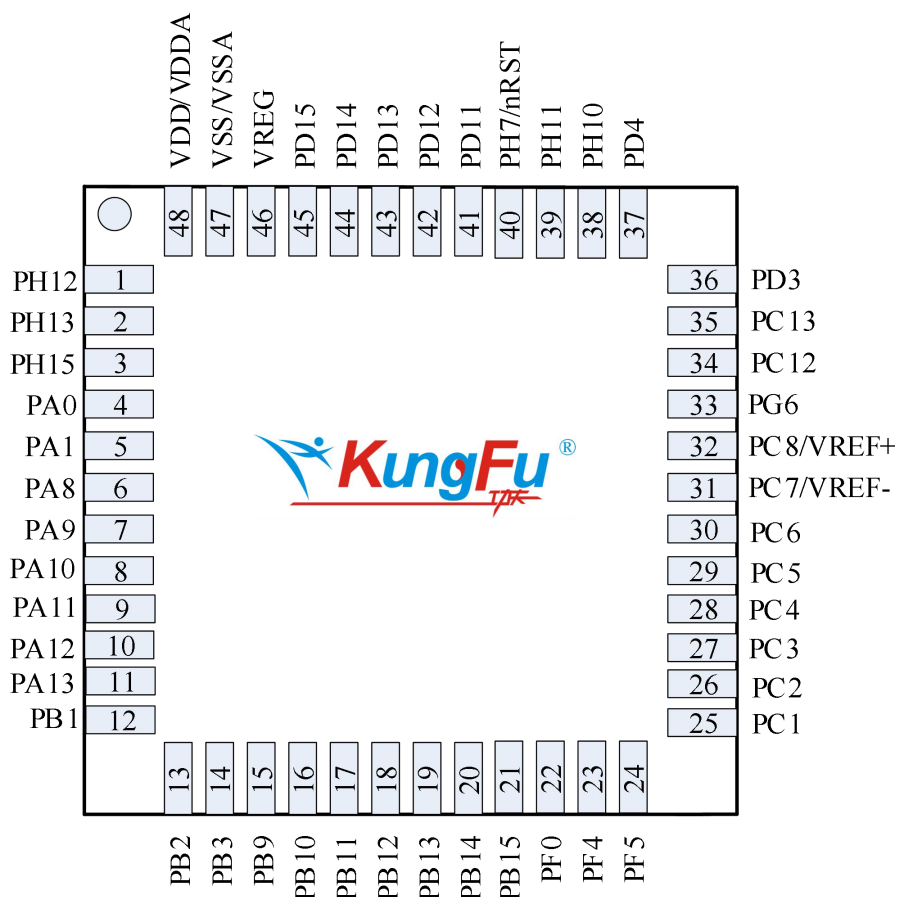 VDD/VDDA
VSS/VSSA
VREG
PD15
PD14
PD13
PD12
PD11
PH7/nRST
PH11
PH10
PD4
48
47
46
45
44
43
42
41
40
39
38
37
PH12 1
PH13 2
PH15 3
PA0 4
PA1 5
PA8 6
PA9 7
PA10 8
PA11 9
PA12 10
PA13 11
PB1 12
KungFu®
功夫
36 PD3
35 PC13
34 PC12
33 PG6
32 PC8/VREF+
31 PC7/VREF-
30 PC6
29 PC5
28 PC4
27 PC3
26 PC2
25 PC1
13
14
15
16
17
18
19
20
21
22
23
24
PB2
PB3
PB9
PB10
PB11
PB12
PB13
PB14
PB15
PF0
PF4
PF5